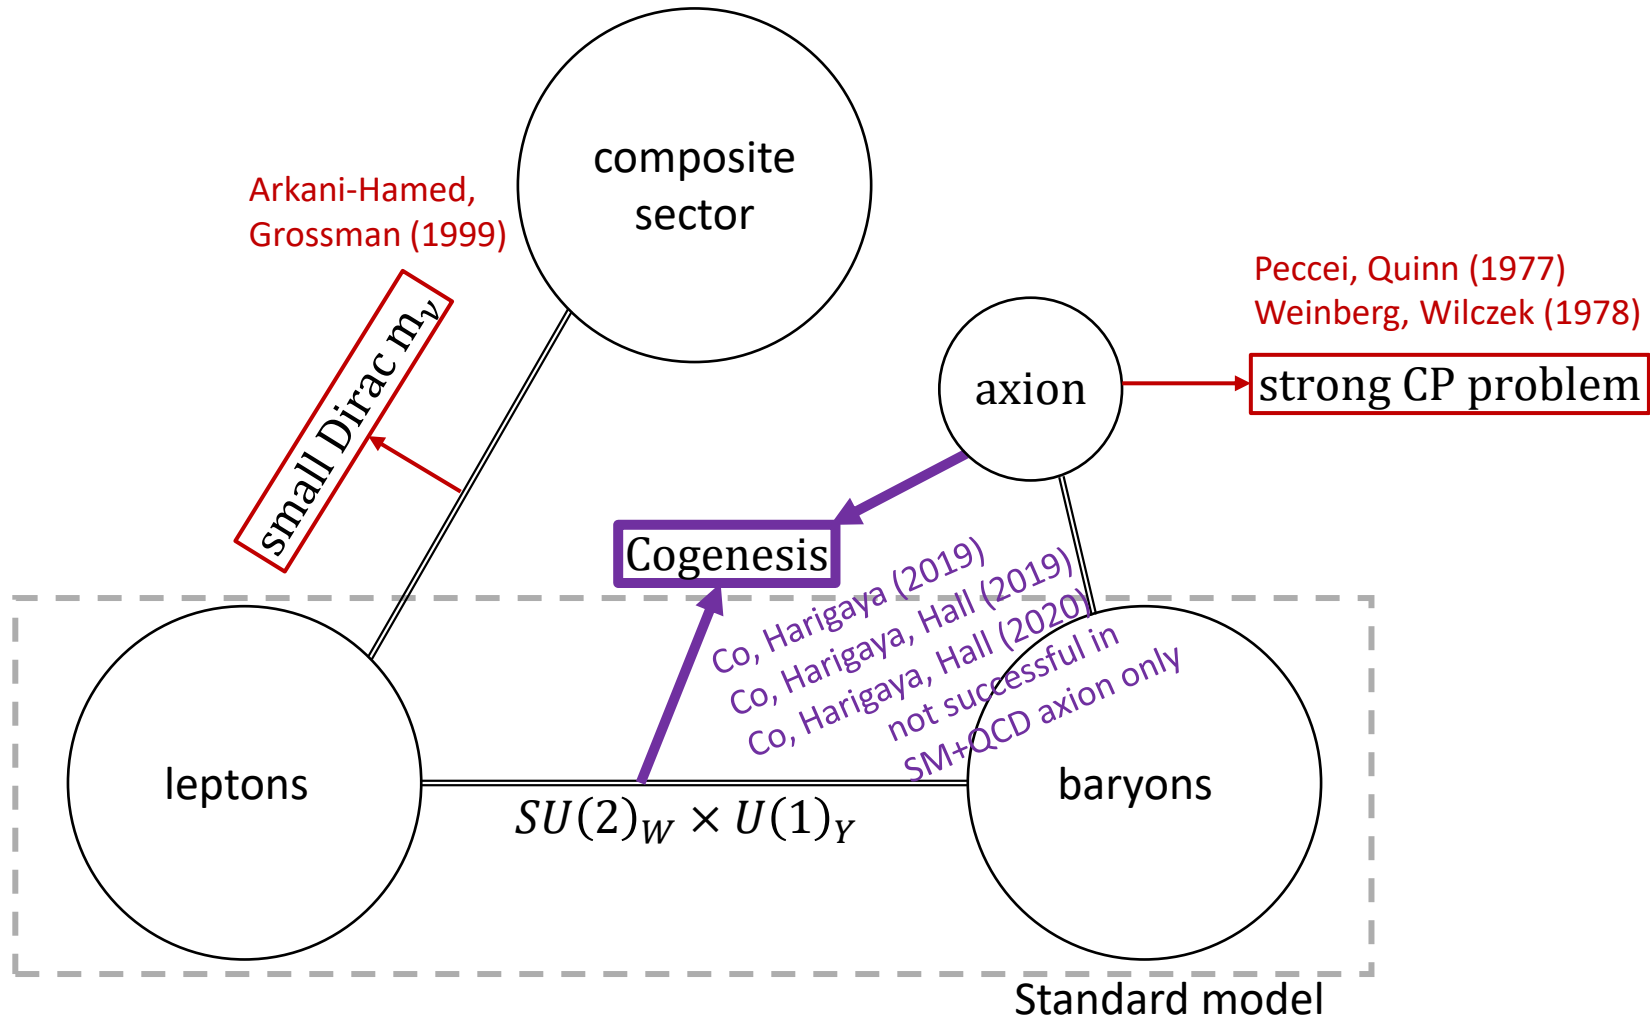 composite
sector
Arkani-Hamed,
Grossman (1999)
small Dirac m_ν
Peccei, Quinn (1977)
Weinberg, Wilczek (1978)
axion
strong CP problem
Cogenesis
Co, Harigaya (2019)
Co, Harigaya, Hall (2019)
Co, Harigaya, Hall (2020)
not successful in
SM+QCD axion only
leptons
baryons
SU(2)_W × U(1)_Y
Standard model